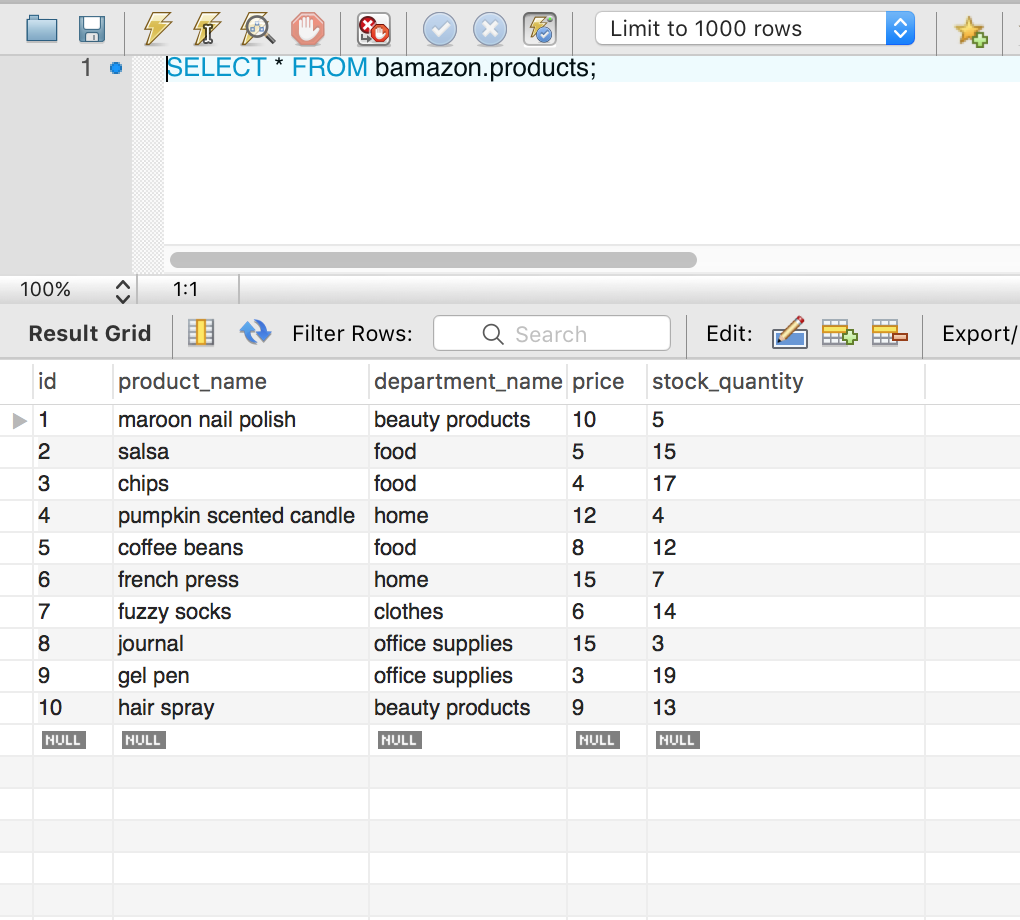 Limit to 1000 rows
1 SELECT * FROM bamazon.products;
100% 1:1
Result Grid Filter Rows: Search Edit: Export/
id product_name department_name price stock_quantity
1 maroon nail polish beauty products 10 5
2 salsa food 5 15
3 chips food 4 17
4 pumpkin scented candle home 12 4
5 coffee beans food 8 12
6 french press home 15 7
7 fuzzy socks clothes 6 14
8 journal office supplies 15 3
9 gel pen office supplies 3 19
10 hair spray beauty products 9 13
NULL NULL NULL NULL NULL